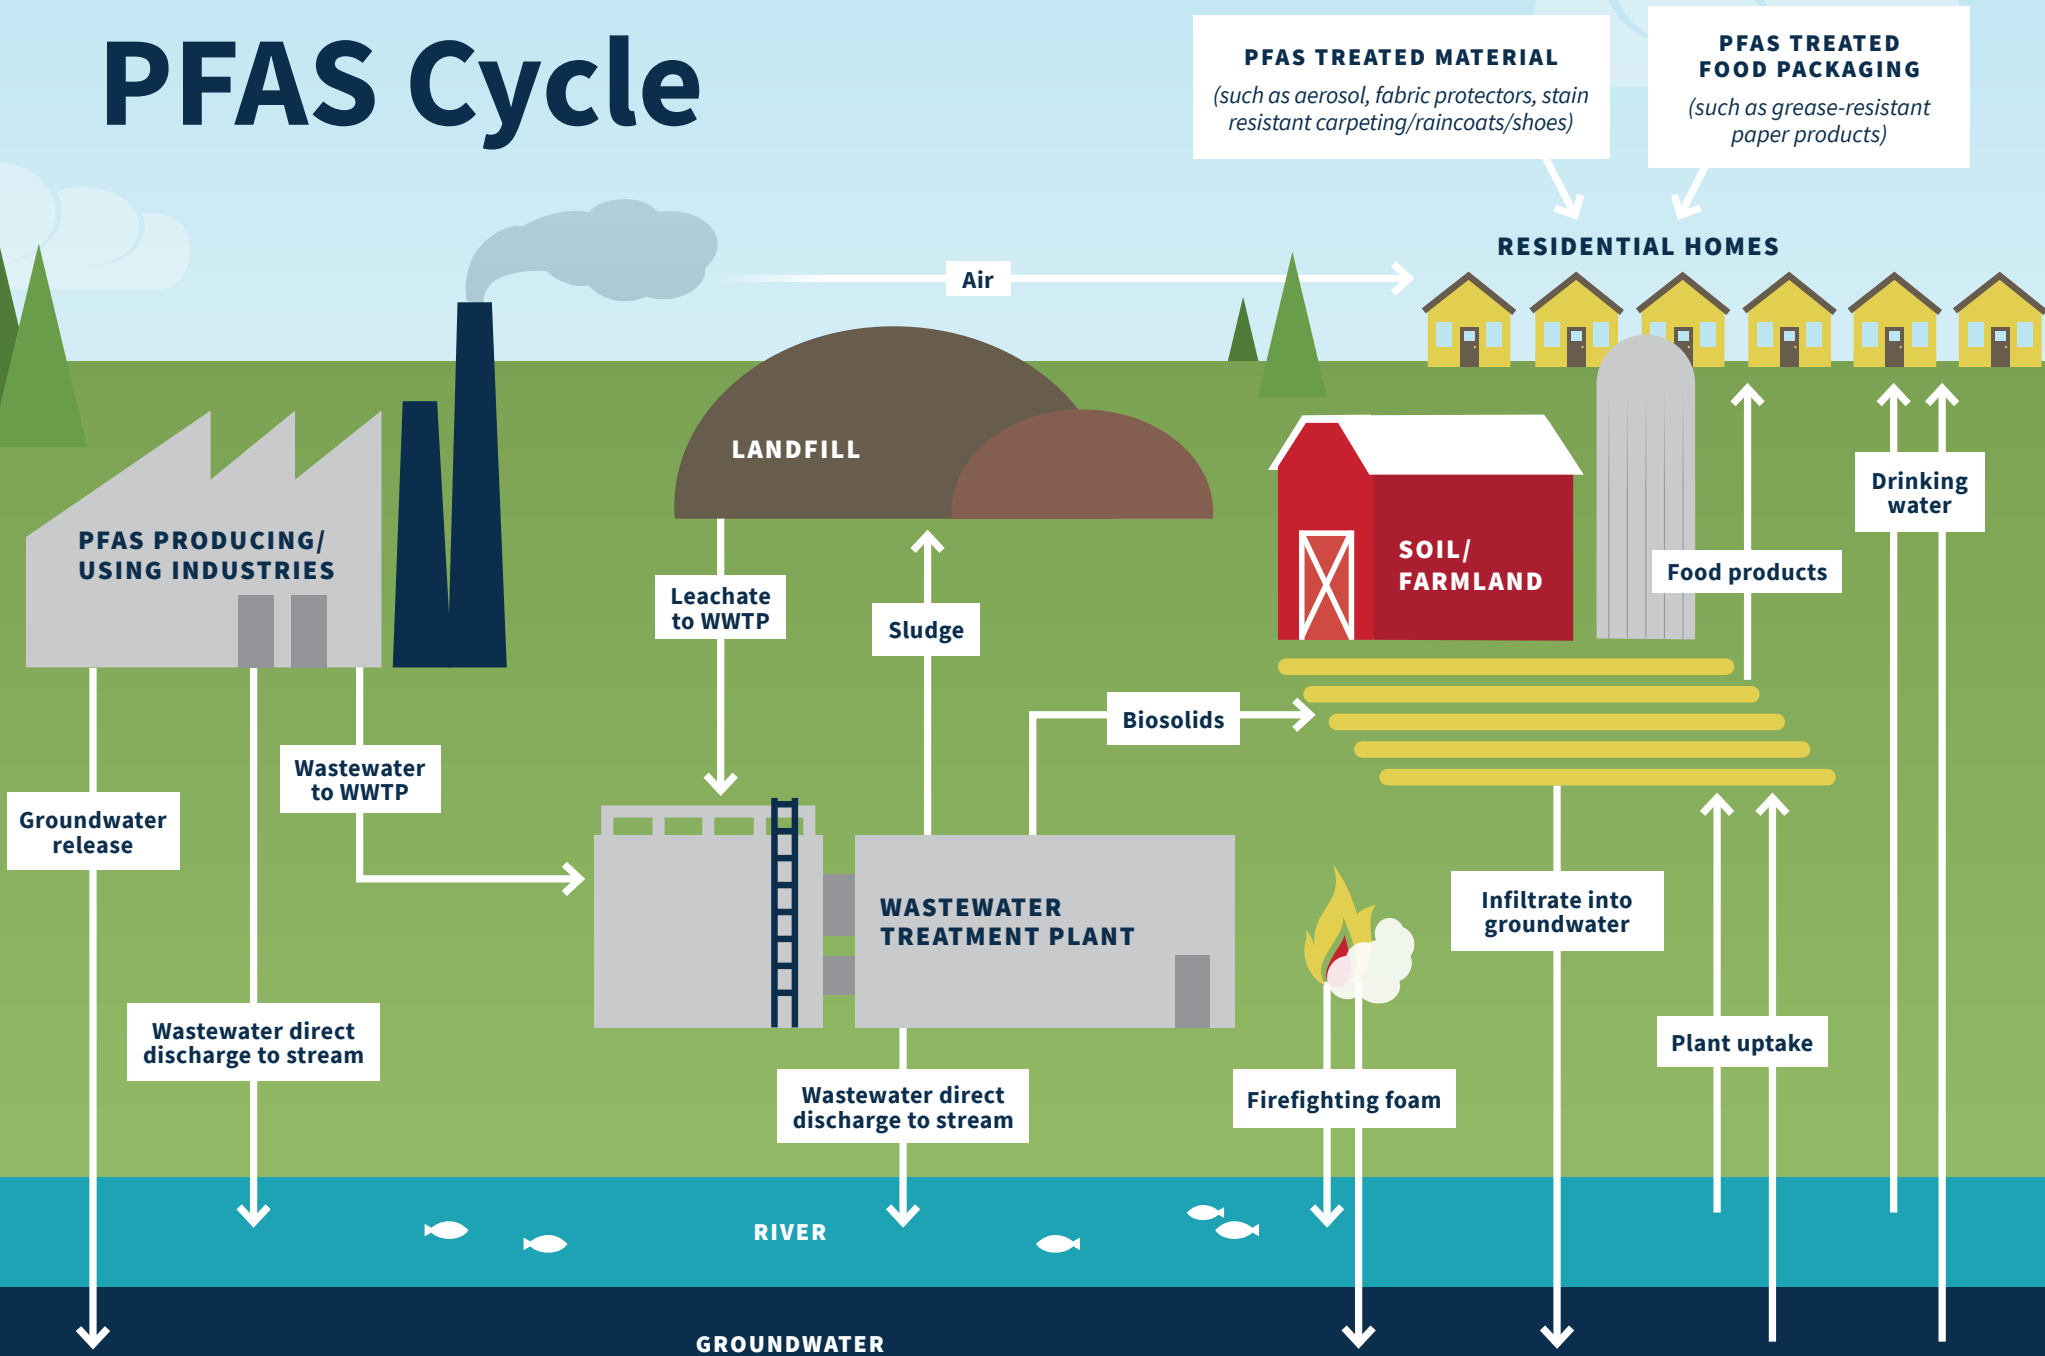 PFAS Cycle
PFAS TREATED MATERIAL
(such as aerosol, fabric protectors, stain
resistant carpeting/raincoats/shoes)
PFAS TREATED
FOOD PACKAGING
(such as grease-resistant
paper products)
RESIDENTIAL HOMES
Air
LANDFILL
PFAS PRODUCING/
USING INDUSTRIES
SOIL/
FARMLAND
Drinking
water
Food products
Leachate
to WWTP
Sludge
Biosolids
Wastewater
to WWTP
Groundwater
release
WASTEWATER
TREATMENT PLANT
Infiltrate into
groundwater
Wastewater direct
discharge to stream
Plant uptake
Wastewater direct
discharge to stream
Firefighting foam
RIVER
GROUNDWATER